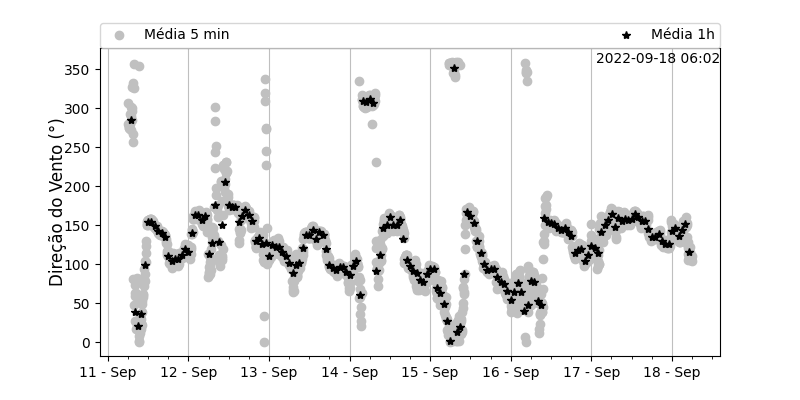 Média 5 min
Média 1h
2022-09-18 06:02
Direção do Vento (°)
350
300
250
200
150
100
50
0
11 - Sep
12 - Sep
13 - Sep
14 - Sep
15 - Sep
16 - Sep
17 - Sep
18 - Sep